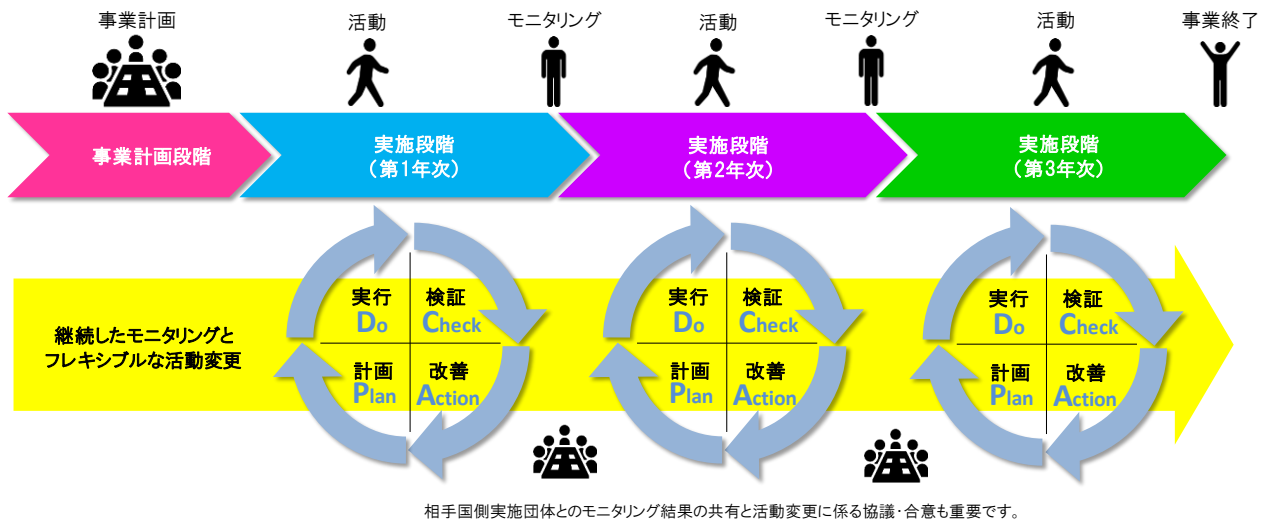 事業計画
活動
モニタリング
活動
モニタリング
活動
事業終了
事業計画段階
実施段階
(第1年次)
実施段階
(第2年次)
実施段階
(第3年次)
継続したモニタリングと
フレキシブルな活動変更
実行
Do
検証
Check
計画
Plan
改善
Action
実行
Do
検証
Check
計画
Plan
改善
Action
実行
Do
検証
Check
計画
Plan
改善
Action
相手国側実施団体とのモニタリング結果の共有と活動変更に係る協議・合意も重要です。